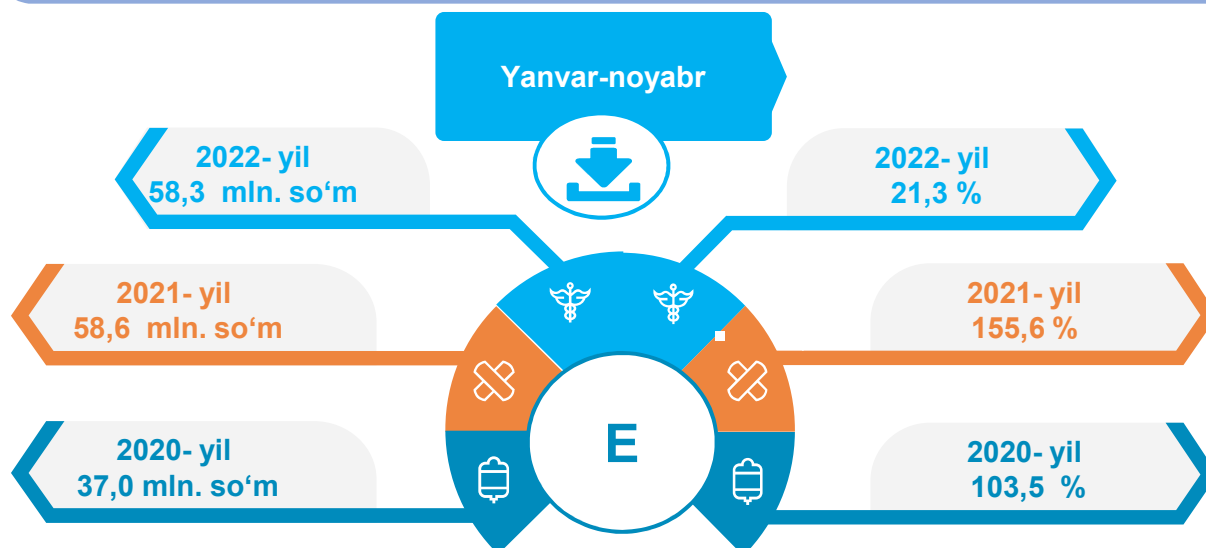 Yanvar-noyabr
2022- yil
58,3 mln. so‘m
2022- yil
21,3 %
2021- yil
58,6 mln. so‘m
2021- yil
155,6 %
2020- yil
37,0 mln. so‘m
2020- yil
103,5 %
E